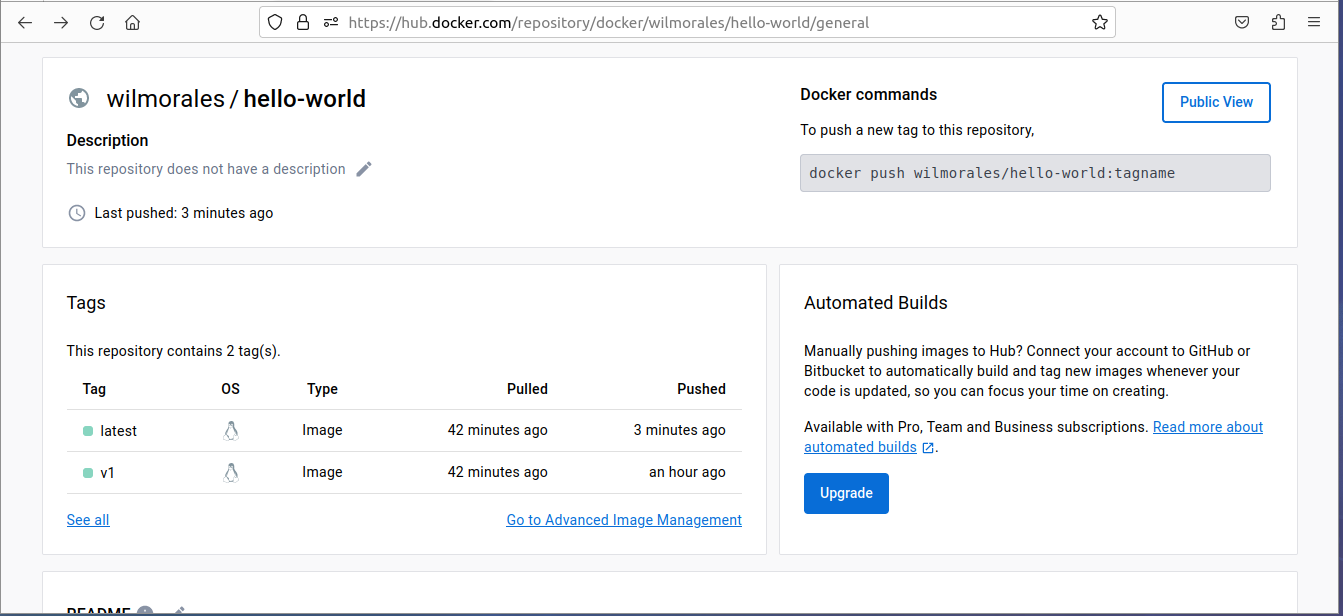 https://hub.docker.com/repository/docker/wilmorales/hello-world/general
wilmorales / hello-world
Description
This repository does not have a description
Last pushed: 3 minutes ago
Docker commands
Public View
To push a new tag to this repository,
docker push wilmorales/hello-world:tagname
Tags
This repository contains 2 tag(s).
Tag OS Type Pulled Pushed
latest Image 42 minutes ago 3 minutes ago
v1 Image 42 minutes ago an hour ago
See all Go to Advanced Image Management
Automated Builds
Manually pushing images to Hub? Connect your account to GitHub or
Bitbucket to automatically build and tag new images whenever your
code is updated, so you can focus your time on creating.
Available with Pro, Team and Business subscriptions. Read more about
automated builds .
Upgrade
README